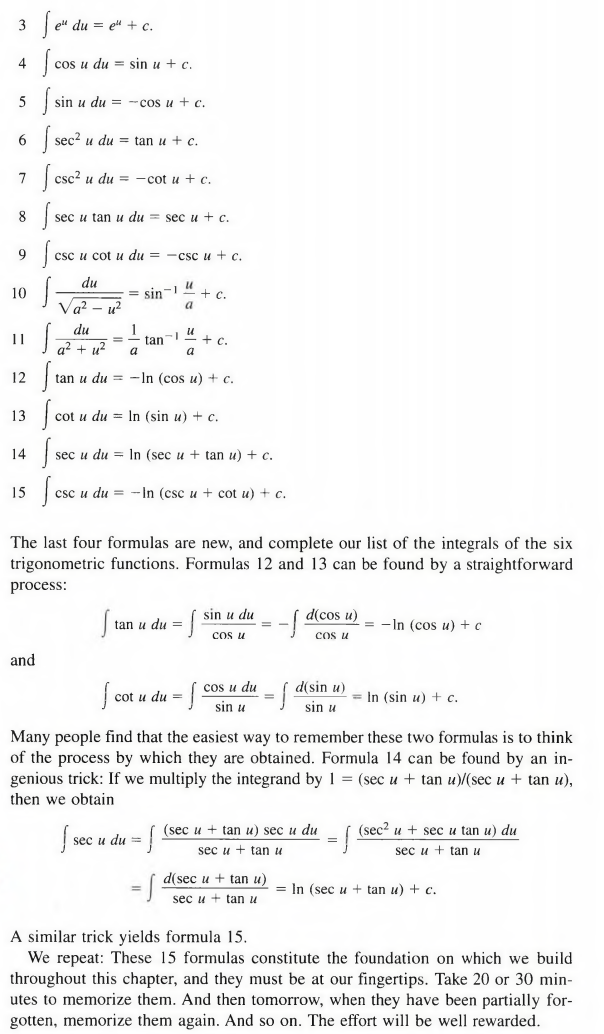 3 ∫ e^u du = e^u + c.
4 ∫ cos u du = sin u + c.
5 ∫ sin u du = −cos u + c.
6 ∫ sec² u du = tan u + c.
7 ∫ csc² u du = −cot u + c.
8 ∫ sec u tan u du = sec u + c.
9 ∫ csc u cot u du = −csc u + c.
10 ∫ du/√(a² − u²) = sin⁻¹ u/a + c.
11 ∫ du/(a² + u²) = 1/a tan⁻¹ u/a + c.
12 ∫ tan u du = −ln (cos u) + c.
13 ∫ cot u du = ln (sin u) + c.
14 ∫ sec u du = ln (sec u + tan u) + c.
15 ∫ csc u du = −ln (csc u + cot u) + c.
The last four formulas are new, and complete our list of the integrals of the six
trigonometric functions. Formulas 12 and 13 can be found by a straightforward
process:
∫ tan u du = ∫ sin u du/cos u = −∫ d(cos u)/cos u = −ln (cos u) + c
and
∫ cot u du = ∫ cos u du/sin u = ∫ d(sin u)/sin u = ln (sin u) + c.
Many people find that the easiest way to remember these two formulas is to think
of the process by which they are obtained. Formula 14 can be found by an in-
genious trick: If we multiply the integrand by 1 = (sec u + tan u)/(sec u + tan u),
then we obtain
∫ sec u du = ∫ (sec u + tan u) sec u du/(sec u + tan u) = ∫ (sec² u + sec u tan u) du/(sec u + tan u)
= ∫ d(sec u + tan u)/(sec u + tan u) = ln (sec u + tan u) + c.
A similar trick yields formula 15.
We repeat: These 15 formulas constitute the foundation on which we build
throughout this chapter, and they must be at our fingertips. Take 20 or 30 min-
utes to memorize them. And then tomorrow, when they have been partially for-
gotten, memorize them again. And so on. The effort will be well rewarded.